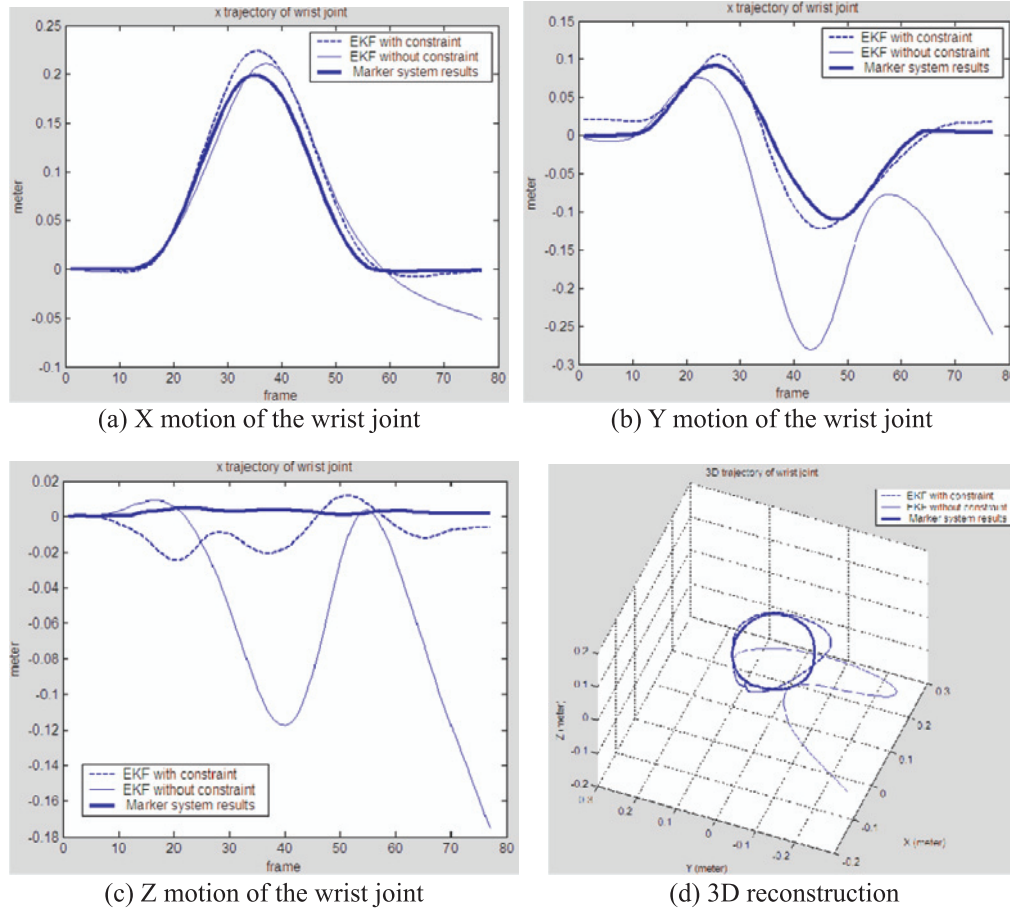 x trajectory of wrist joint
EKF with constraint
EKF without constraint
Marker system results
0.25
0.2
0.15
0.1
0.05
0
-0.05
-0.1
meter
0 10 20 30 40 50 60 70 80
frame
(a) X motion of the wrist joint
x trajectory of wrist joint
EKF with constraint
EKF without constraint
Marker system results
0.15
0.1
0.05
0
-0.05
-0.1
-0.15
-0.2
-0.25
-0.3
meter
0 10 20 30 40 50 60 70 80
frame
(b) Y motion of the wrist joint
x trajectory of wrist joint
0.02
0
-0.02
-0.04
-0.06
-0.08
-0.1
-0.12
-0.14
-0.16
-0.18
meter
EKF with constraint
EKF without constraint
Marker system results
0 10 20 30 40 50 60 70 80
frame
(c) Z motion of the wrist joint
3D trajectory of wrist joint
EKF with constraint
EKF without constraint
Marker system results
0.2
0.1
0
-0.1
-0.2
Z (meter)
0.3
0.2
0.1
0
-0.1
-0.2
Y (meter)
0.3
0.2
0.1
0
-0.1
-0.2
X (meter)
(d) 3D reconstruction